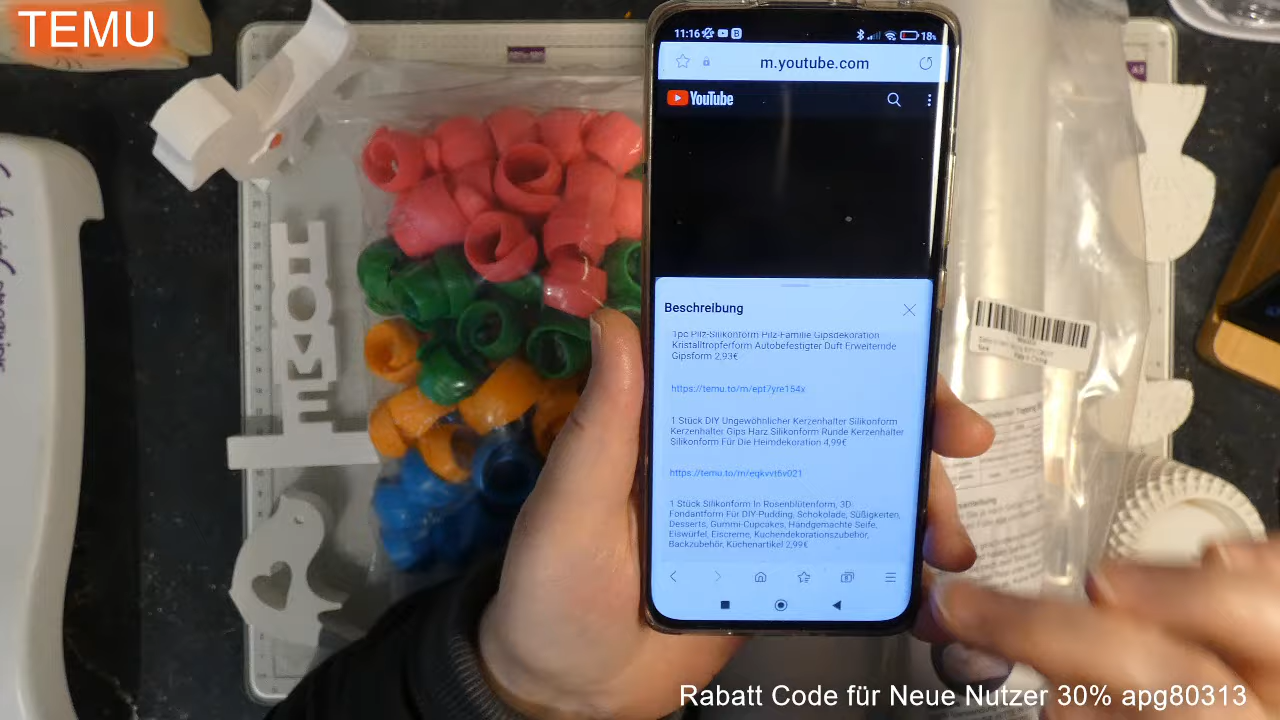 TEMU
11:16
18%
m.youtube.com
YouTube
Beschreibung
1pc Pilz-Silikonform Pilz-Familie Gipsdekoration
Kristalltropferform Autobefestigter Duft Erweiternde
Gipsform 2,93€
https://temu.to/m/ept7yre154x
1 Stück DIY Ungewöhnlicher Kerzenhalter Silikonform
Kerzenhalter Gips Harz Silikonform Runde Kerzenhalter
Silikonform Für Die Heimdekoration 4,99€
https://temu.to/m/eqkvvt6v021
1 Stück Silikonform In Rosenblütenform, 3D
Fondantform Für DIY-Pudding, Schokolade, Süßigkeiten,
Desserts, Gummi-Cupcakes, Handgemachte Seife,
Eiswürfel, Eiscreme, Kuchendekorationszubehör,
Backzubehör, Küchenartikel 2,99€
HOME
Rabatt Code für Neue Nutzer 30% apg80313